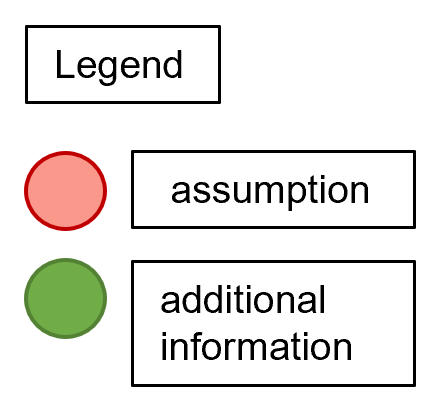 Legend
assumption
additional
information